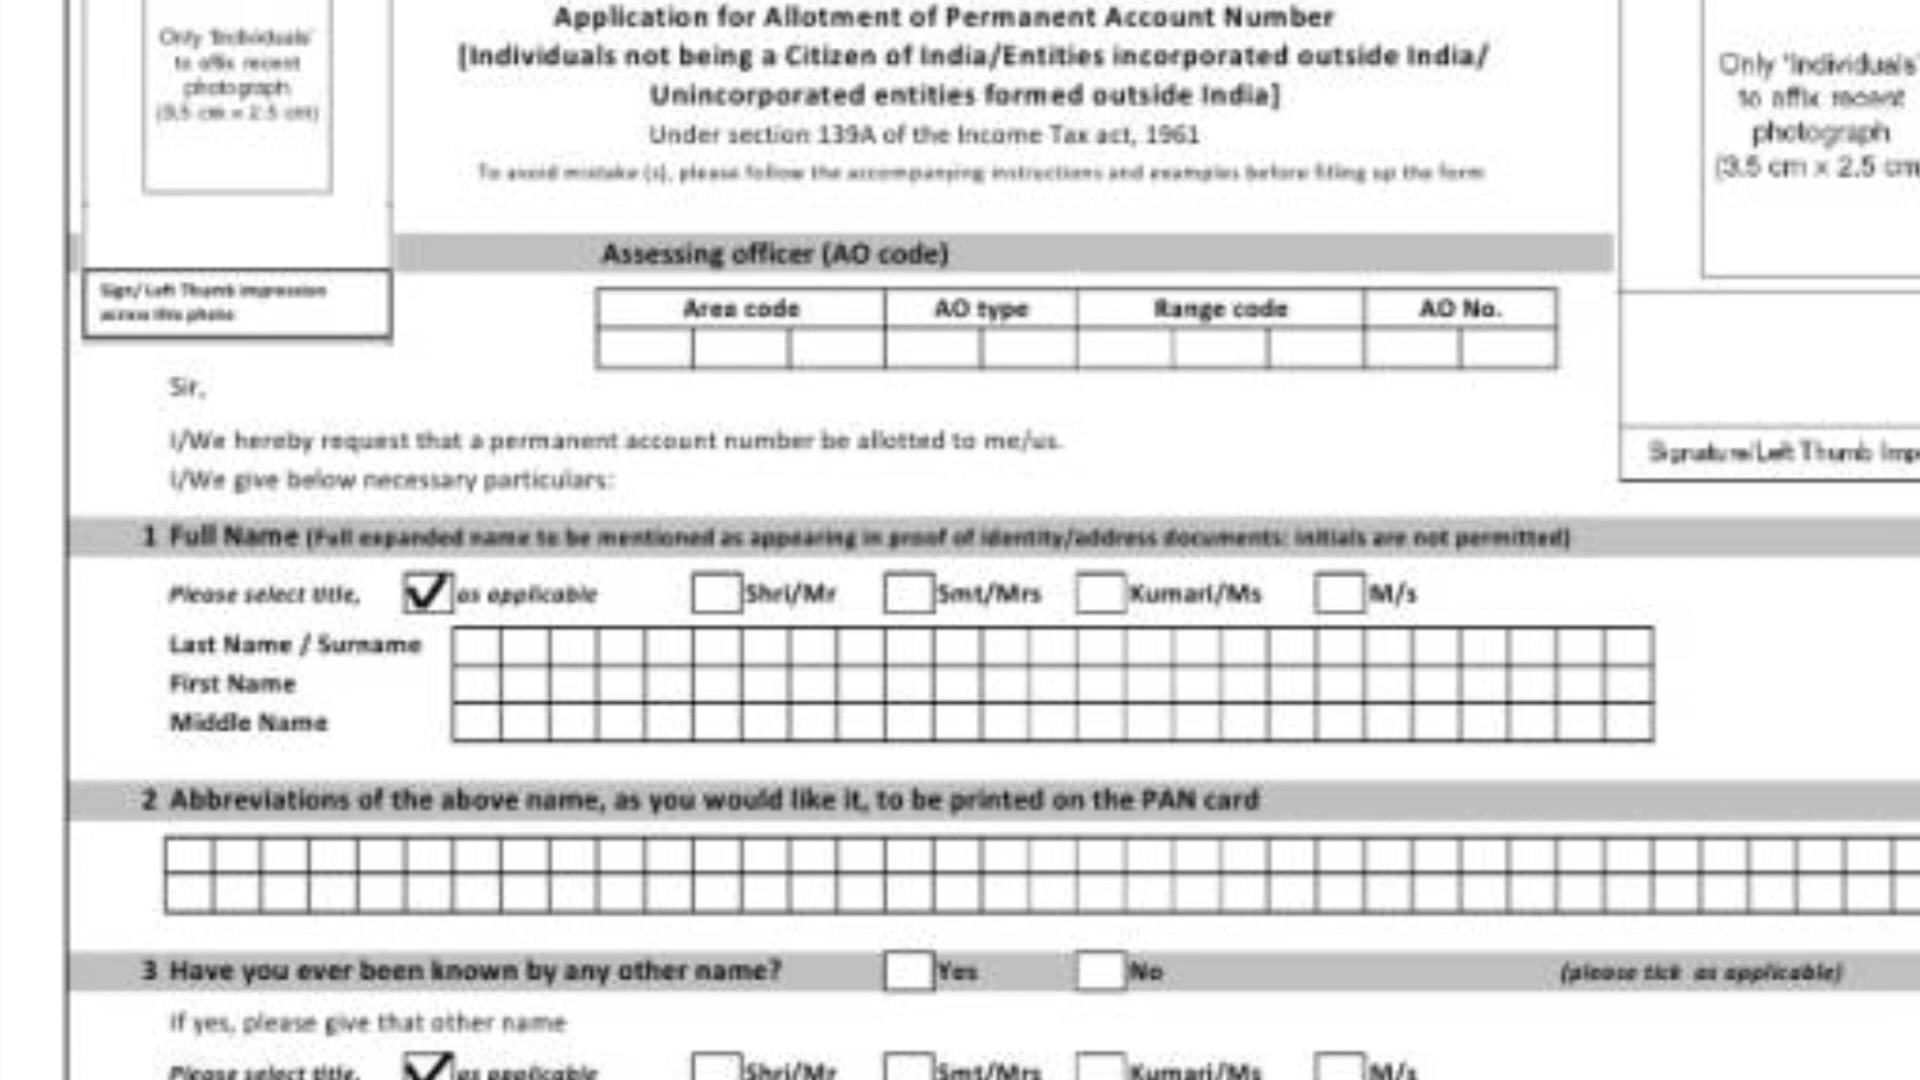 Only 'Individuals'
to affix recent
photograph
(3.5 cm × 2.5 cm)
Application for Allotment of Permanent Account Number
[Individuals not being a Citizen of India/Entities incorporated outside India/
Unincorporated entities formed outside India]
Under section 139A of the Income Tax act, 1961
To avoid mistake (s), please follow the accompanying instructions and examples before filling up the form
Only 'Individuals'
to affix recent
photograph
(3.5 cm x 2.5 cm
Assessing officer (AO code)
Sign/ Left Thumb impression
across this photo
Area code AO type Range code AO No.
Sir,
I/We hereby request that a permanent account number be allotted to me/us.
I/We give below necessary particulars:
Signature/Left Thumb Impre
1 Full Name (Full expanded name to be mentioned as appearing in proof of identity/address documents: initials are not permitted)
Please select title, as applicable Shri/Mr Smt/Mrs Kumari/Ms M/s
Last Name / Surname
First Name
Middle Name
2 Abbreviations of the above name, as you would like it, to be printed on the PAN card
3 Have you ever been known by any other name? Yes No (please tick as applicable)
If yes, please give that other name
Please select title, as applicable Shri/Mr Smt/Mrs Kumari/Ms M/s